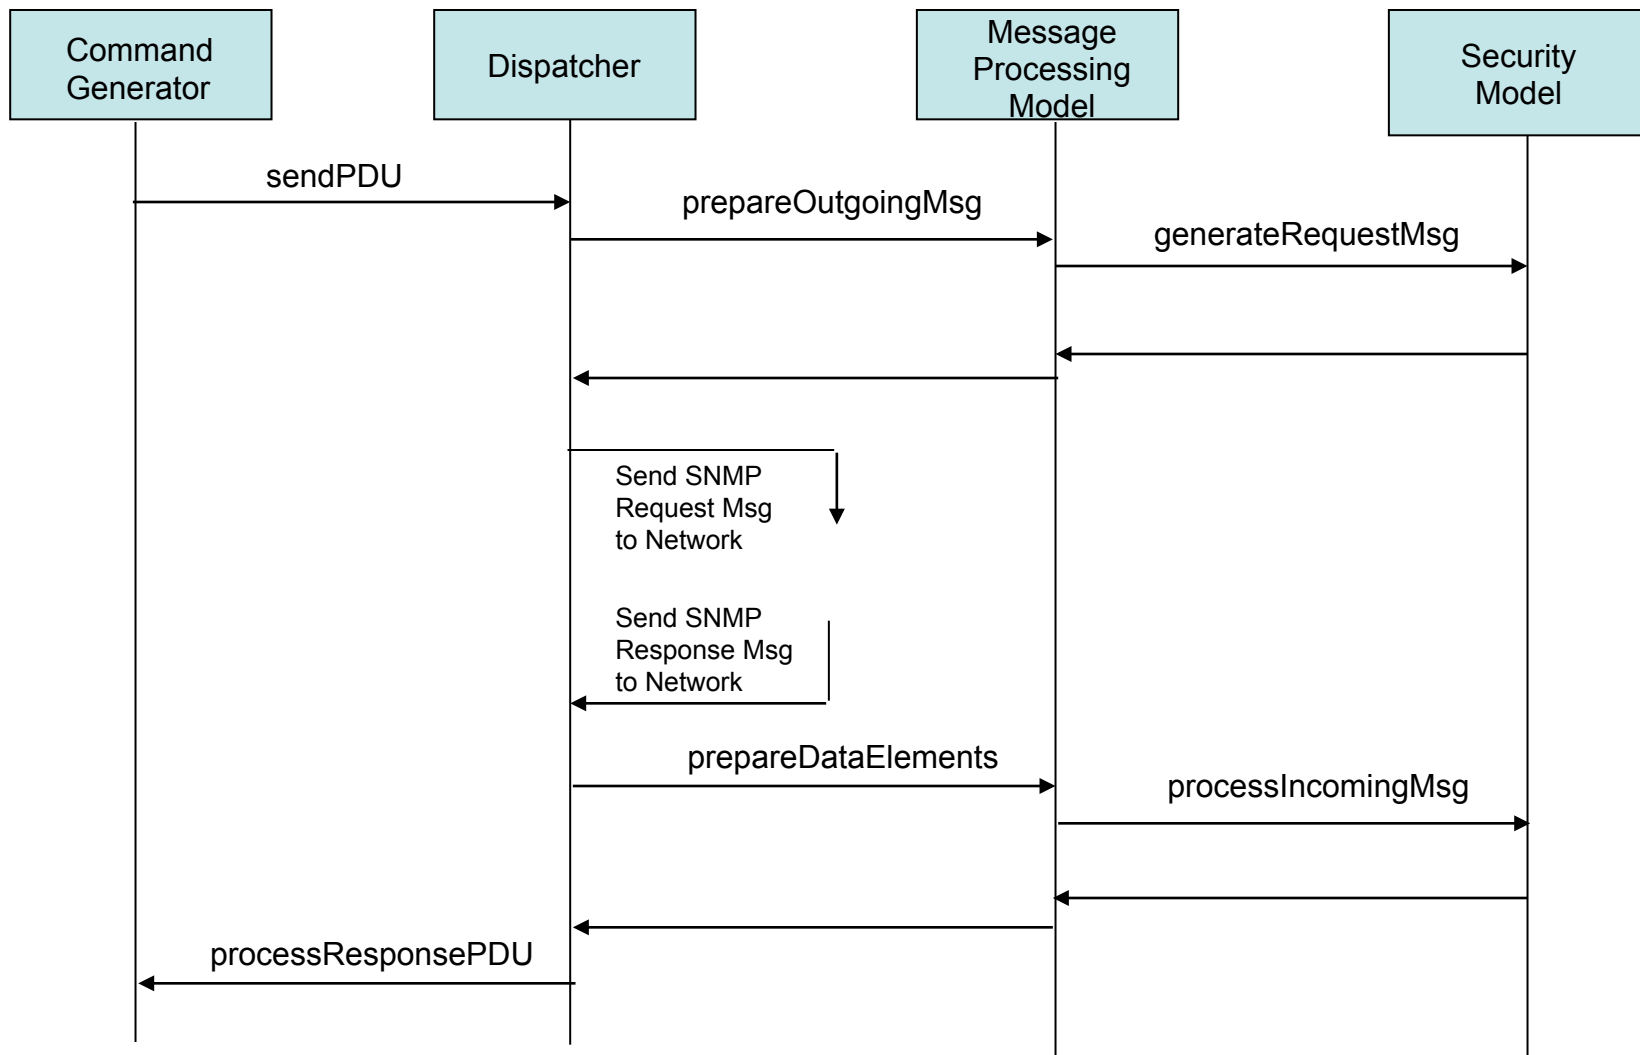 Command
Generator
Dispatcher
Message
Processing
Model
Security
Model
sendPDU
prepareOutgoingMsg
generateRequestMsg
Send SNMP
Request Msg
to Network
Send SNMP
Response Msg
to Network
prepareDataElements
processIncomingMsg
processResponsePDU